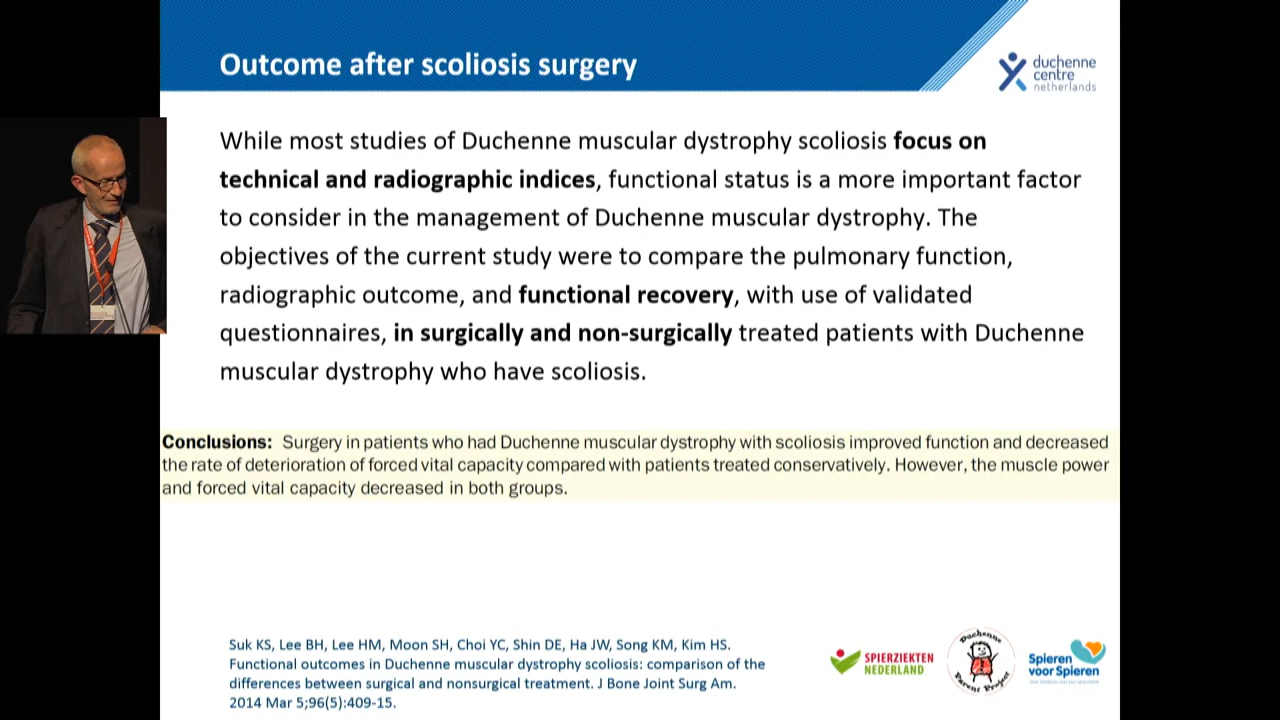 Outcome after scoliosis surgery
duchenne
centre
netherlands
While most studies of Duchenne muscular dystrophy scoliosis focus on
technical and radiographic indices, functional status is a more important factor
to consider in the management of Duchenne muscular dystrophy. The
objectives of the current study were to compare the pulmonary function,
radiographic outcome, and functional recovery, with use of validated
questionnaires, in surgically and non-surgically treated patients with Duchenne
muscular dystrophy who have scoliosis.
Conclusions: Surgery in patients who had Duchenne muscular dystrophy with scoliosis improved function and decreased
the rate of deterioration of forced vital capacity compared with patients treated conservatively. However, the muscle power
and forced vital capacity decreased in both groups.
Suk KS, Lee BH, Lee HM, Moon SH, Choi YC, Shin DE, Ha JW, Song KM, Kim HS.
Functional outcomes in Duchenne muscular dystrophy scoliosis: comparison of the
differences between surgical and nonsurgical treatment. J Bone Joint Surg Am.
2014 Mar 5;96(5):409-15.
SPIERZIEKTEN
NEDERLAND
Duchenne
Parent Project
Spieren
voor Spieren